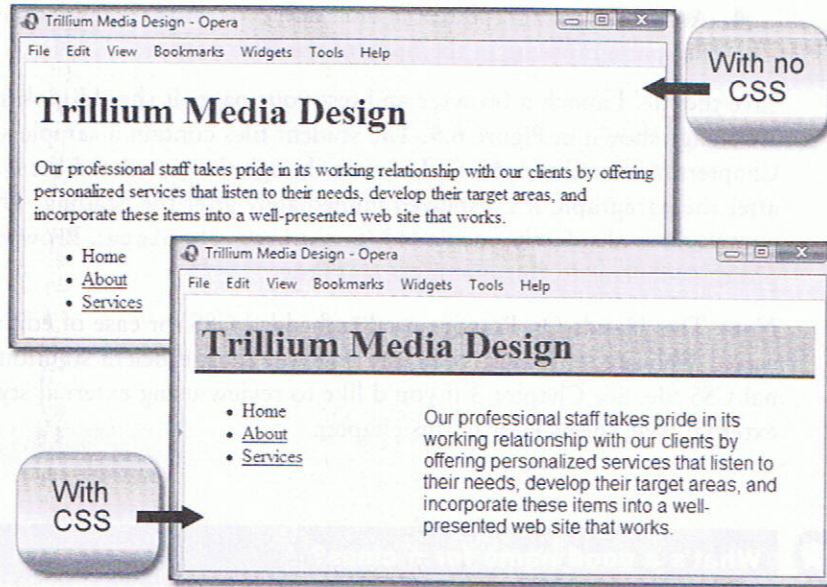 Trillium Media Design - Opera
File Edit View Bookmarks Widgets Tools Help
Trillium Media Design
Our professional staff takes pride in its working relationship with our clients by offering
personalized services that listen to their needs, develop their target areas, and
incorporate these items into a well-presented web site that works.
• Home
• About
• Services
With no
CSS
Trillium Media Design - Opera
File Edit View Bookmarks Widgets Tools Help
Trillium Media Design
• Home
• About
• Services
Our professional staff takes pride in its
working relationship with our clients by
offering personalized services that listen to
their needs, develop their target areas, and
incorporate these items into a well-
presented web site that works.
With
CSS